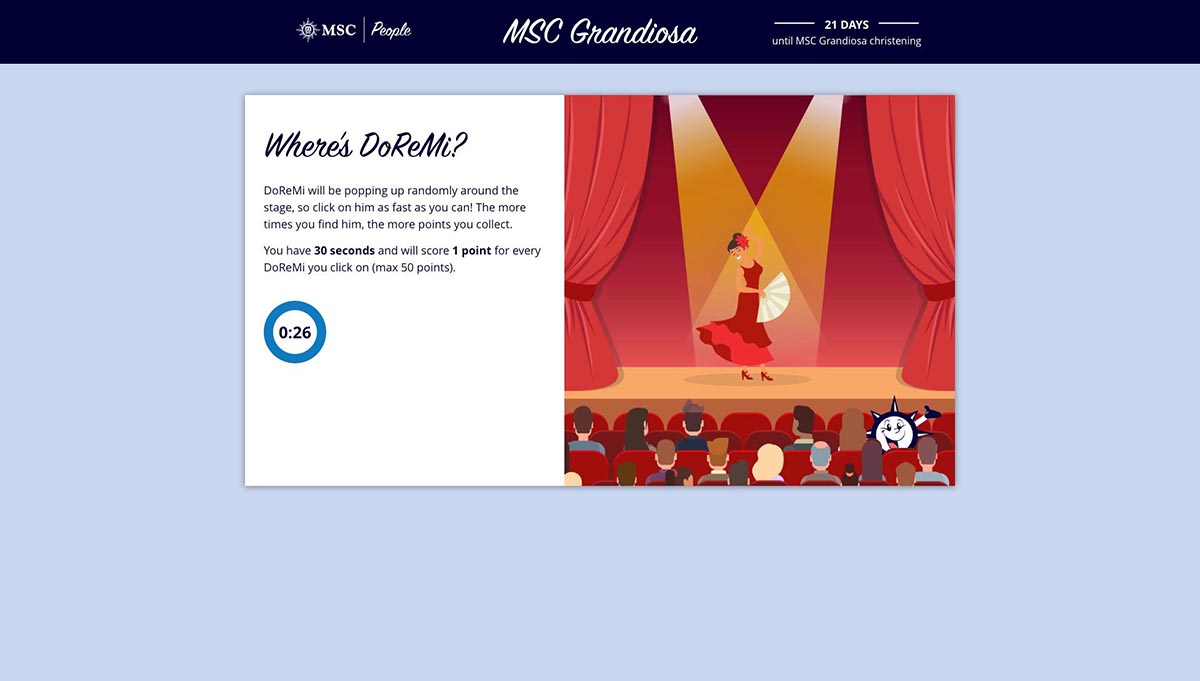 MSC People
MSC Grandiosa
21 DAYS
until MSC Grandiosa christening
Where's DoReMi?
DoReMi will be popping up randomly around the
stage, so click on him as fast as you can! The more
times you find him, the more points you collect.
You have 30 seconds and will score 1 point for every
DoReMi you click on (max 50 points).
0:26